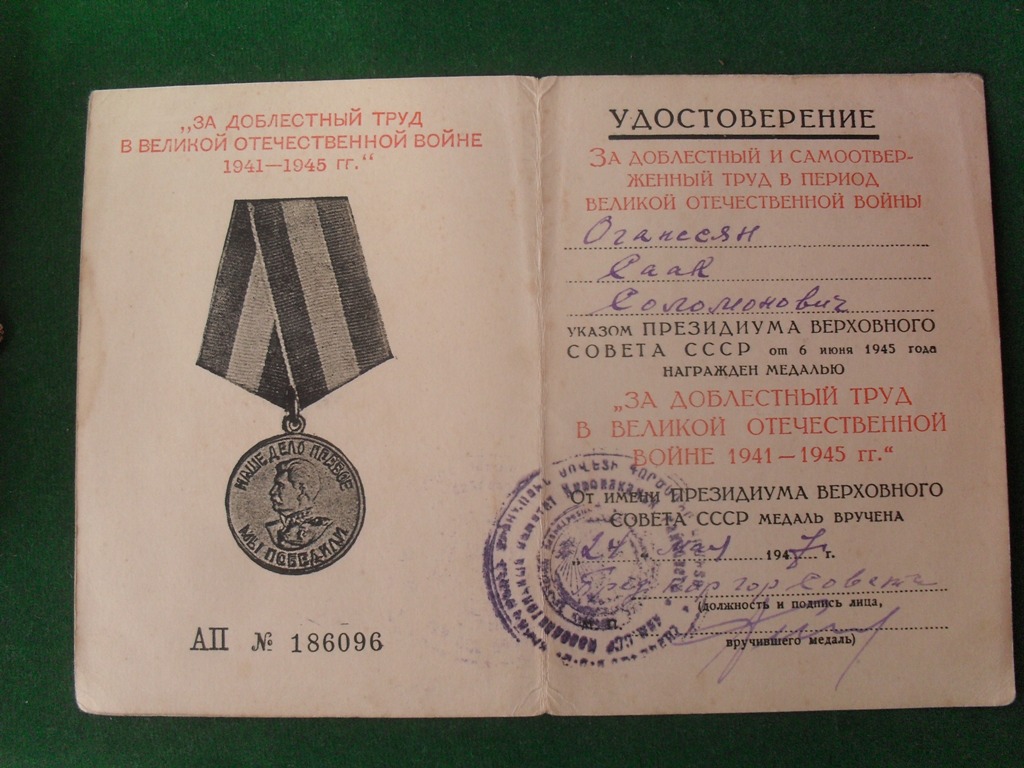 „ЗА ДОБЛЕСТНЫЙ ТРУД
В ВЕЛИКОЙ ОТЕЧЕСТВЕННОЙ ВОЙНЕ
1941—1945 гг.“
НАШЕ ДЕЛО ПРАВОЕ
МЫ ПОБЕДИЛИ
АП № 186096
УДОСТОВЕРЕНИЕ
ЗА ДОБЛЕСТНЫЙ И САМООТВЕР-
ЖЕННЫЙ ТРУД В ПЕРИОД
ВЕЛИКОЙ ОТЕЧЕСТВЕННОЙ ВОЙНЫ
Оганесян
Саак
Соломонович
УКАЗОМ ПРЕЗИДИУМА ВЕРХОВНОГО
СОВЕТА СССР от 6 июня 1945 года
НАГРАЖДЕН МЕДАЛЬЮ
„ЗА ДОБЛЕСТНЫЙ ТРУД
В ВЕЛИКОЙ ОТЕЧЕСТВЕННОЙ
ВОЙНЕ 1941—1945 гг.“
От имени ПРЕЗИДИУМА ВЕРХОВНОГО
СОВЕТА СССР МЕДАЛЬ ВРУЧЕНА
24 мая 1947 г.
гор Совета
(должность и подпись лица,
вручившего медаль)